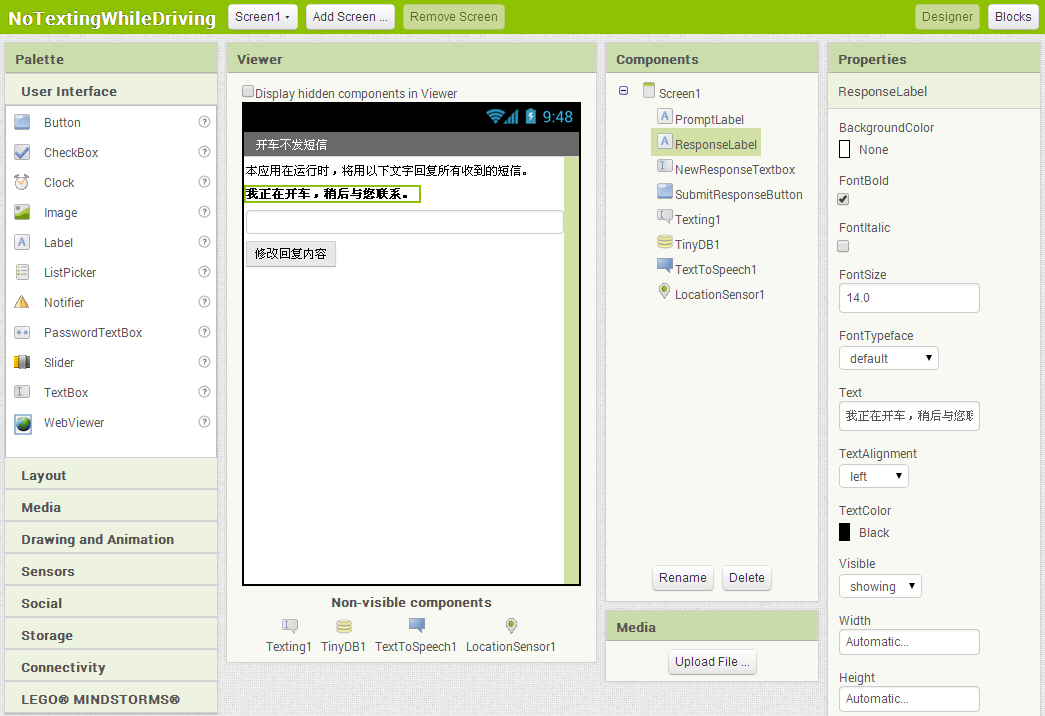 NoTextingWhileDriving
Screen1
Add Screen ...
Remove Screen
Designer
Blocks
Palette
User Interface
Button
CheckBox
Clock
Image
Label
ListPicker
Notifier
PasswordTextBox
Slider
TextBox
WebViewer
Layout
Media
Drawing and Animation
Sensors
Social
Storage
Connectivity
LEGO® MINDSTORMS®
Viewer
Display hidden components in Viewer
9:48
开车不发短信
本应用在运行时，将用以下文字回复所有收到的短信。
我正在开车，稍后与您联系。
修改回复内容
Non-visible components
Texting1
TinyDB1
TextToSpeech1
LocationSensor1
Components
Screen1
PromptLabel
ResponseLabel
NewResponseTextbox
SubmitResponseButton
Texting1
TinyDB1
TextToSpeech1
LocationSensor1
Rename
Delete
Media
Upload File ...
Properties
ResponseLabel
BackgroundColor
None
FontBold
FontItalic
FontSize
14.0
FontTypeface
default
Text
我正在开车，稍后与您联
TextAlignment
left
TextColor
Black
Visible
showing
Width
Automatic...
Height
Automatic...